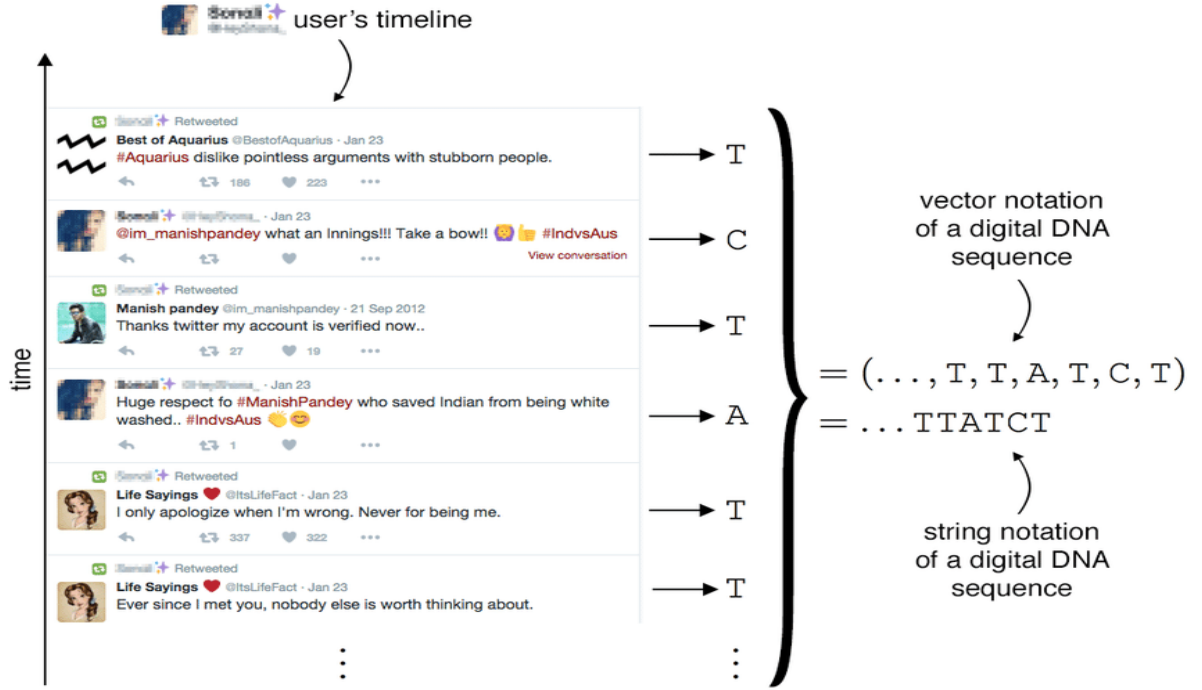 user's timeline
Retweeted
Best of Aquarius @BestofAquarius · Jan 23
#Aquarius dislike pointless arguments with stubborn people.
186 223
· Jan 23
@im_manishpandey what an Innings!!! Take a bow!! 🙆👍 #IndvsAus
View conversation
Retweeted
Manish pandey @im_manishpandey · 21 Sep 2012
Thanks twitter my account is verified now..
27 19
· Jan 23
Huge respect fo #ManishPandey who saved Indian from being white
washed.. #IndvsAus 👏😊
1
Retweeted
Life Sayings ❤ @ItsLifeFact · Jan 23
I only apologize when I'm wrong. Never for being me.
337 322
Retweeted
Life Sayings ❤ @ItsLifeFact · Jan 23
Ever since I met you, nobody else is worth thinking about.
time
T
C
T
A
T
T
vector notation
of a digital DNA
sequence
= (..., T, T, A, T, C, T)
= ...TTATCT
string notation
of a digital DNA
sequence